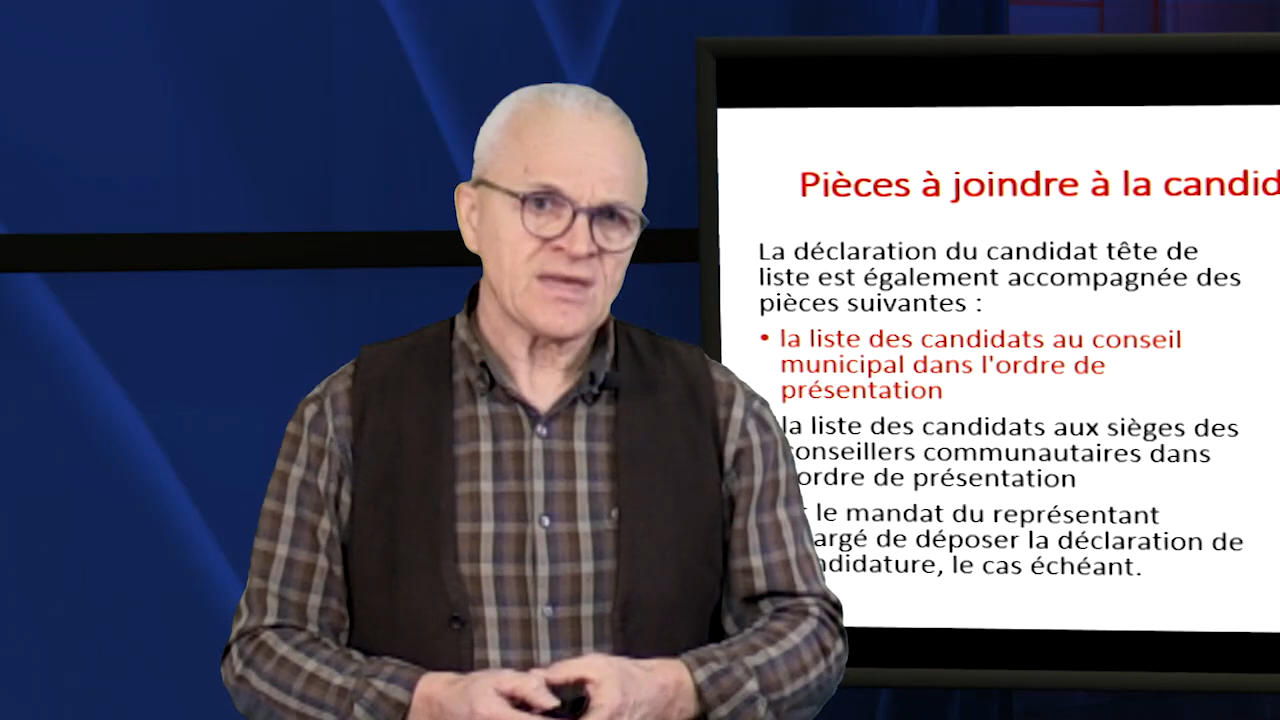 Pièces à joindre à la
La déclaration du candidat tête de
liste est également accompagnée des
pièces suivantes :
• la liste des candidats au conseil
municipal dans l'ordre de
présentation
la liste des candidats aux sièges des
communautaires dans
ordre de présentation
le mandat du représentant
de déposer la déclaration de
le cas échéant.